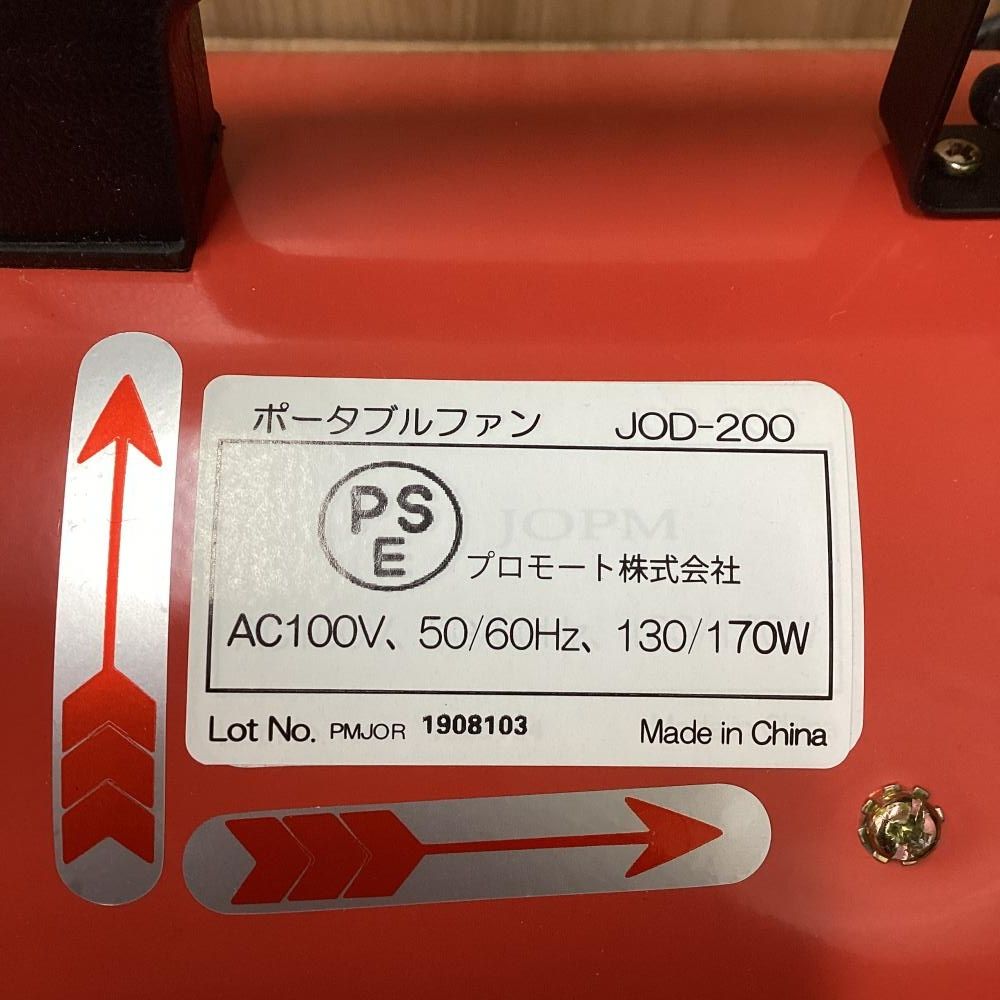 ポータブルファン JOD-200
PS
E
JOPM
プロモート株式会社
AC100V、50/60Hz、130/170W
Lot No. PMJOR 1908103 Made in China